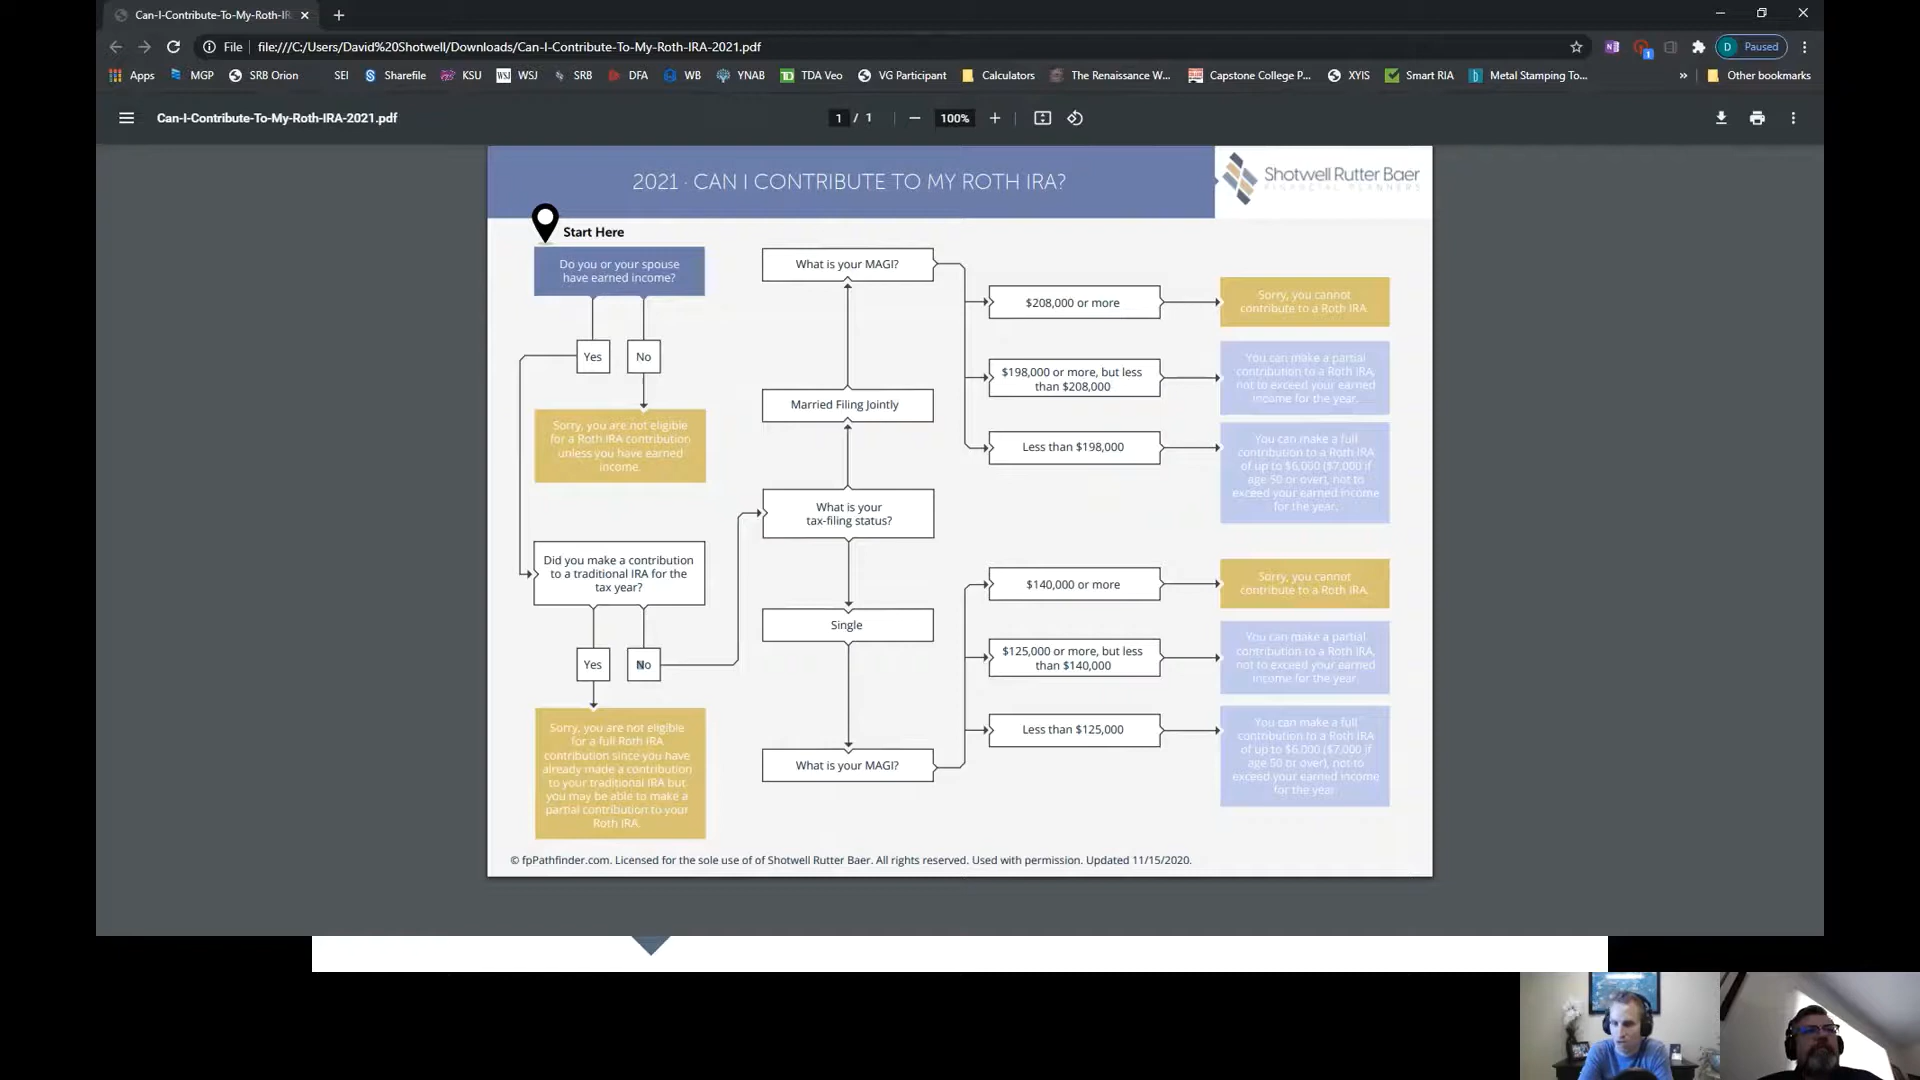 Can-I-Contribute-To-My-Roth-IR
File
file:///C:/Users/David%20Shotwell/Downloads/Can-I-Contribute-To-My-Roth-IRA-2021.pdf
D Paused
Apps MGP SRB Orion SEI Sharefile KSU WSJ WSJ SRB DFA WB YNAB TD TDA Veo VG Participant Calculators The Renaissance W... Capstone College P... XYIS Smart RIA Metal Stamping To... » Other bookmarks
Can-I-Contribute-To-My-Roth-IRA-2021.pdf
1 / 1
100%
2021 · CAN I CONTRIBUTE TO MY ROTH IRA?
Shotwell Rutter Baer
FINANCIAL PLANNERS
Start Here
Do you or your spouse
have earned income?
Yes
No
Sorry, you are not eligible
for a Roth IRA contribution
unless you have earned
income.
Did you make a contribution
to a traditional IRA for the
tax year?
Yes
No
Sorry, you are not eligible
for a full Roth IRA
contribution since you have
already made a contribution
to your traditional IRA but
you may be able to make a
partial contribution to your
Roth IRA.
What is your MAGI?
Married Filing Jointly
What is your
tax-filing status?
Single
What is your MAGI?
$208,000 or more
Sorry, you cannot
contribute to a Roth IRA.
$198,000 or more, but less
than $208,000
You can make a partial
contribution to a Roth IRA,
not to exceed your earned
income for the year.
Less than $198,000
You can make a full
contribution to a Roth IRA
of up to $6,000 ($7,000 if
age 50 or over), not to
exceed your earned income
for the year.
$140,000 or more
Sorry, you cannot
contribute to a Roth IRA.
$125,000 or more, but less
than $140,000
You can make a partial
contribution to a Roth IRA,
not to exceed your earned
income for the year.
Less than $125,000
You can make a full
contribution to a Roth IRA
of up to $6,000 ($7,000 if
age 50 or over), not to
exceed your earned income
for the year.
© fpPathfinder.com. Licensed for the sole use of of Shotwell Rutter Baer. All rights reserved. Used with permission. Updated 11/15/2020.